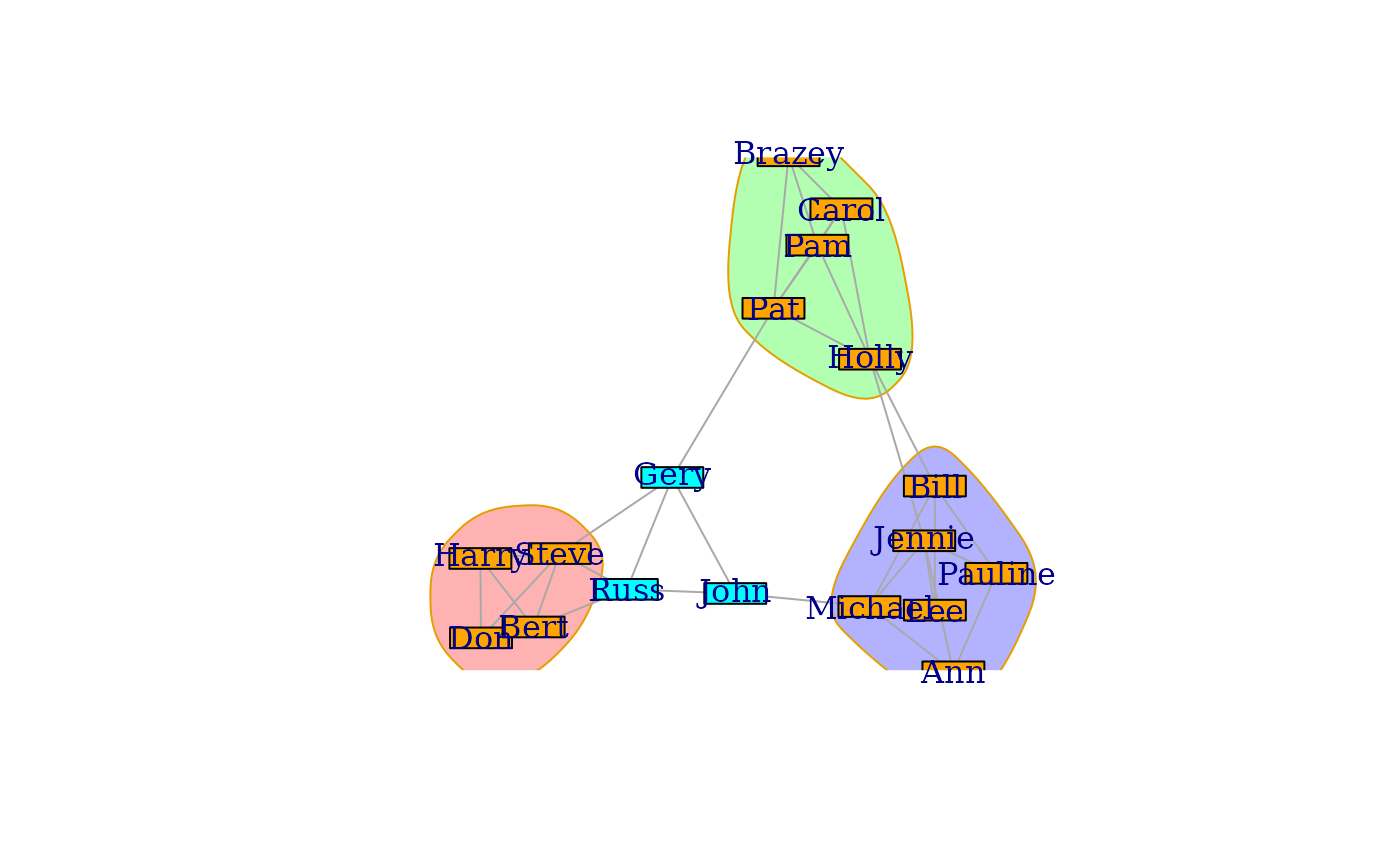 Brazey
Carol
Pam
Pat
Holly
Gery
Bill
Jennie
Harry
Steve
Pauline
Russ
John
Michael
Lee
Bert
Don
Ann